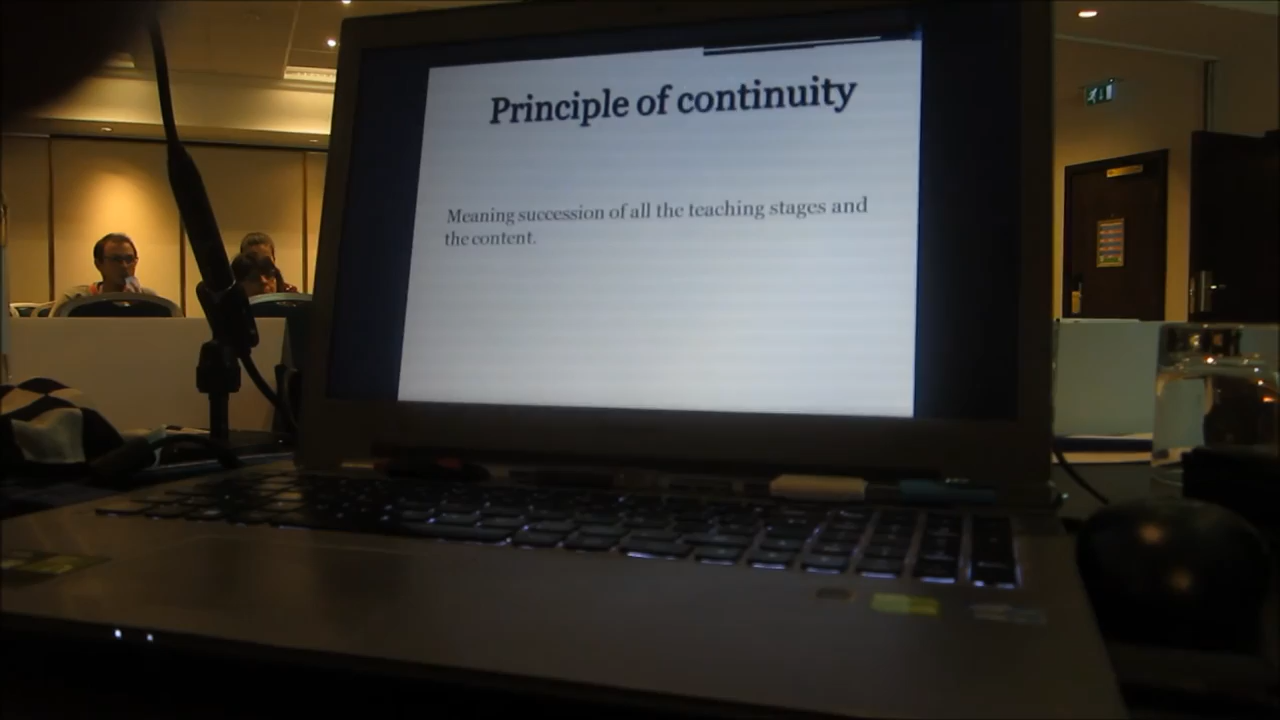 Principle of continuity
Meaning succession of all the teaching stages and
the content.